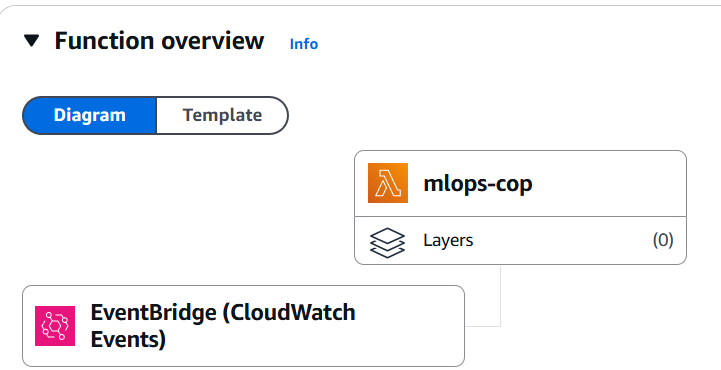 Function overview Info
Diagram Template
mlops-cop
Layers (0)
EventBridge (CloudWatch
Events)